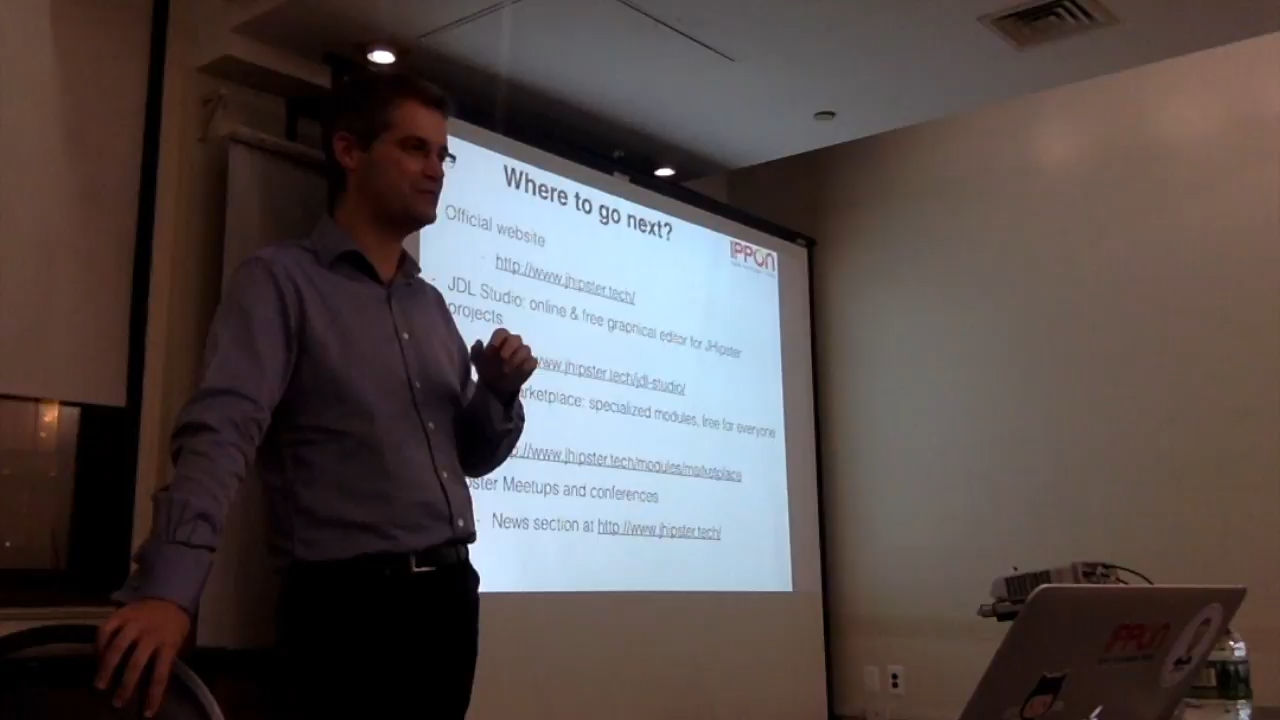 Where to go next?
IPPON
Official website
http://www.jhipster.tech/
JDL Studio: online & free graphical editor for JHipster
projects
www.jhipster.tech/jdl-studio/
arketplace: specialized modules, free for everyone
p://www.jhipster.tech/modules/marketplace
pster Meetups and conferences
News section at http://www.jhipster.tech/
IPPON